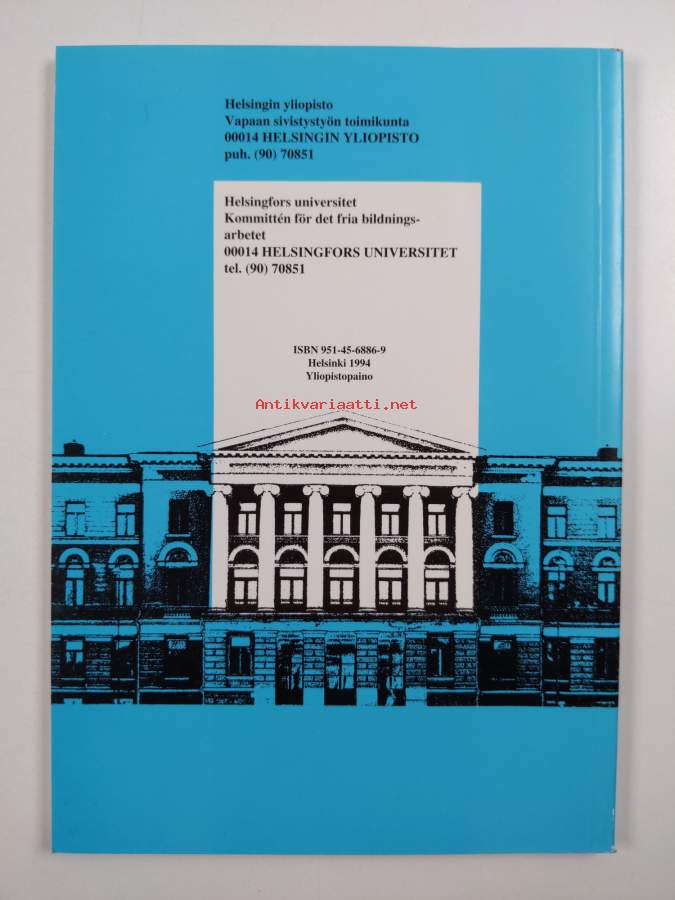 Helsingin yliopisto
Vapaan sivistystyön toimikunta
00014 HELSINGIN YLIOPISTO
puh. (90) 70851
Helsingfors universitet
Kommittén för det fria bildnings-
arbetet
00014 HELSINGFORS UNIVERSITET
tel. (90) 70851
ISBN 951-45-6886-9
Helsinki 1994
Yliopistopaino
Antikvariaatti.net